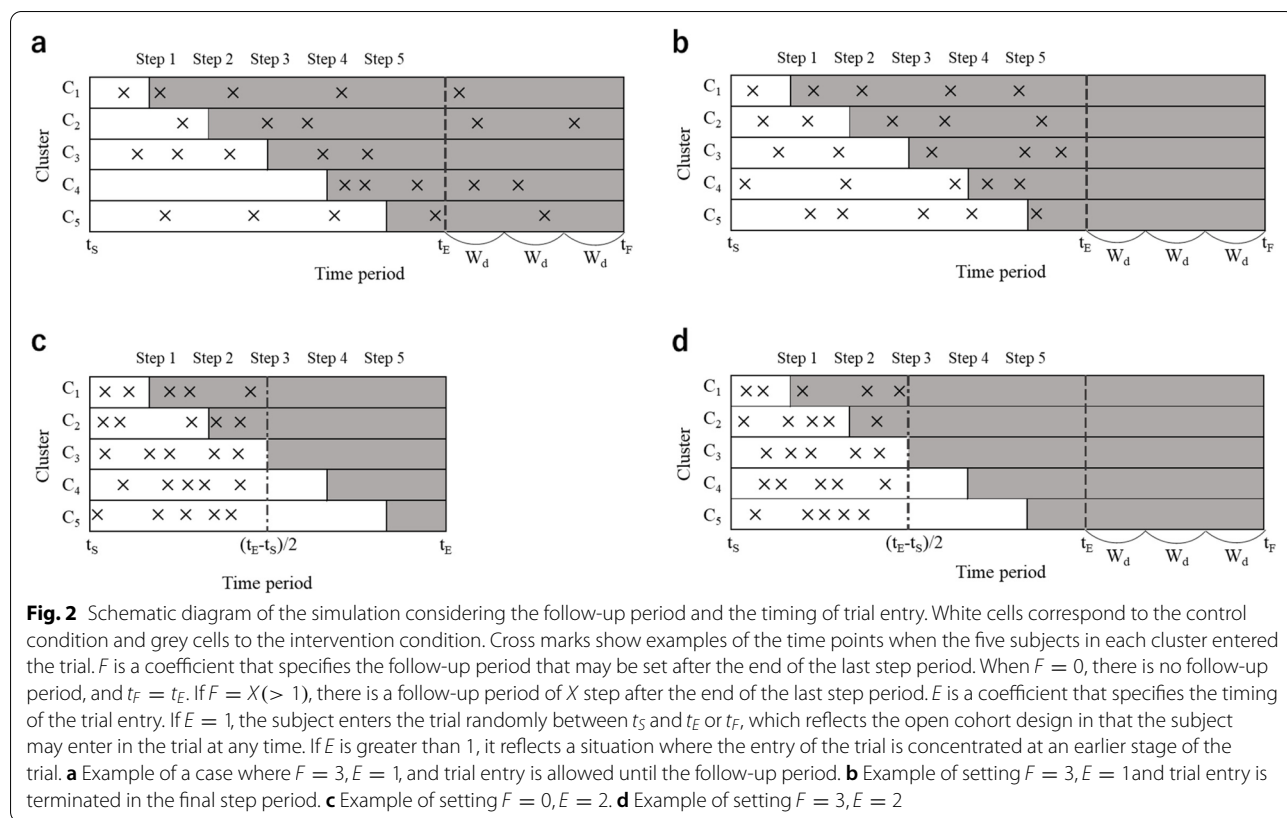 a
Step 1 Step 2 Step 3 Step 4 Step 5
Cluster
C1
C2
C3
C4
C5
tS tE tF
Wd Wd Wd
Time period
b
Step 1 Step 2 Step 3 Step 4 Step 5
Cluster
C1
C2
C3
C4
C5
tS tE tF
Wd Wd Wd
Time period
c
Step 1 Step 2 Step 3 Step 4 Step 5
Cluster
C1
C2
C3
C4
C5
tS (tE-tS)/2 tE
Time period
d
Step 1 Step 2 Step 3 Step 4 Step 5
Cluster
C1
C2
C3
C4
C5
tS (tE-tS)/2 tE tF
Wd Wd Wd
Time period
Fig. 2 Schematic diagram of the simulation considering the follow-up period and the timing of trial entry. White cells correspond to the control
condition and grey cells to the intervention condition. Cross marks show examples of the time points when the five subjects in each cluster entered
the trial. F is a coefficient that specifies the follow-up period that may be set after the end of the last step period. When F = 0, there is no follow-up
period, and tF = tE. If F = X(> 1), there is a follow-up period of X step after the end of the last step period. E is a coefficient that specifies the timing
of the trial entry. If E = 1, the subject enters the trial randomly between tS and tE or tF, which reflects the open cohort design in that the subject
may enter in the trial at any time. If E is greater than 1, it reflects a situation where the entry of the trial is concentrated at an earlier stage of the
trial. a Example of a case where F = 3, E = 1, and trial entry is allowed until the follow-up period. b Example of setting F = 3, E = 1and trial entry is
terminated in the final step period. c Example of setting F = 0, E = 2. d Example of setting F = 3, E = 2